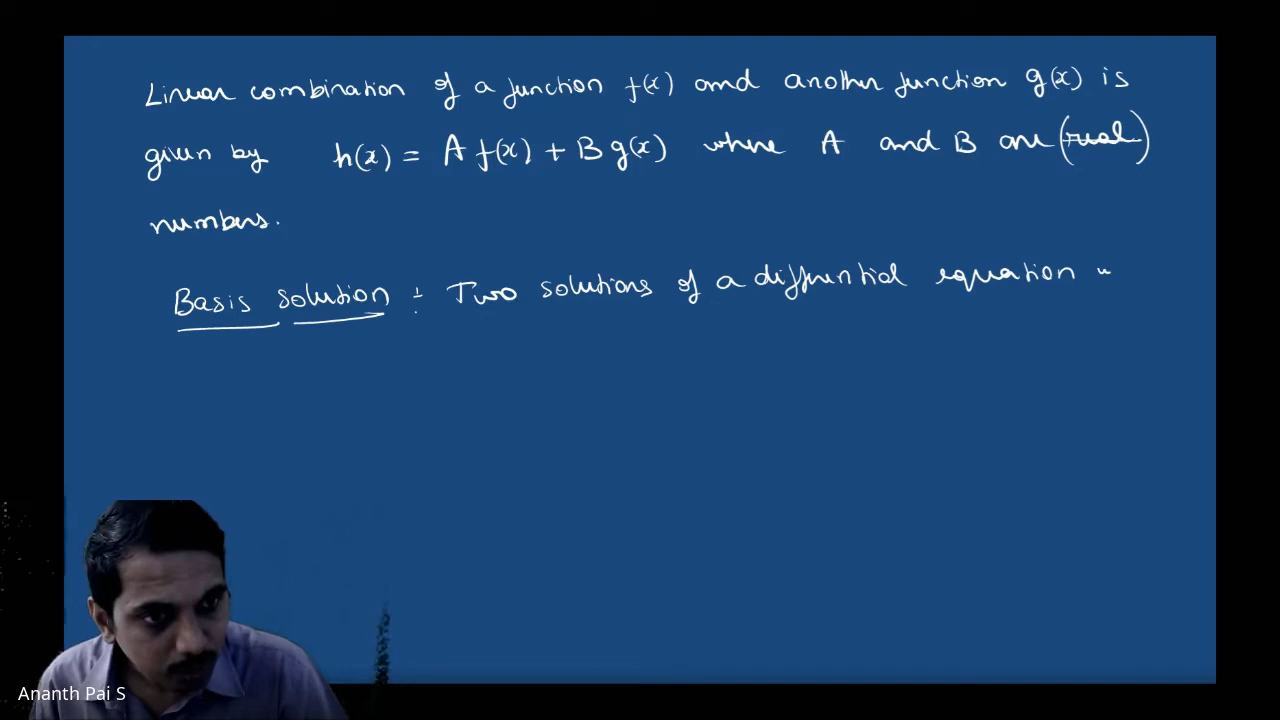 Linear combination of a function f(x) and another function g(x) is
given by h(x) = A f(x) + B g(x) where A and B are (real)
numbers.
Basis solution : Two solutions of a differential equation
Ananth Pai S